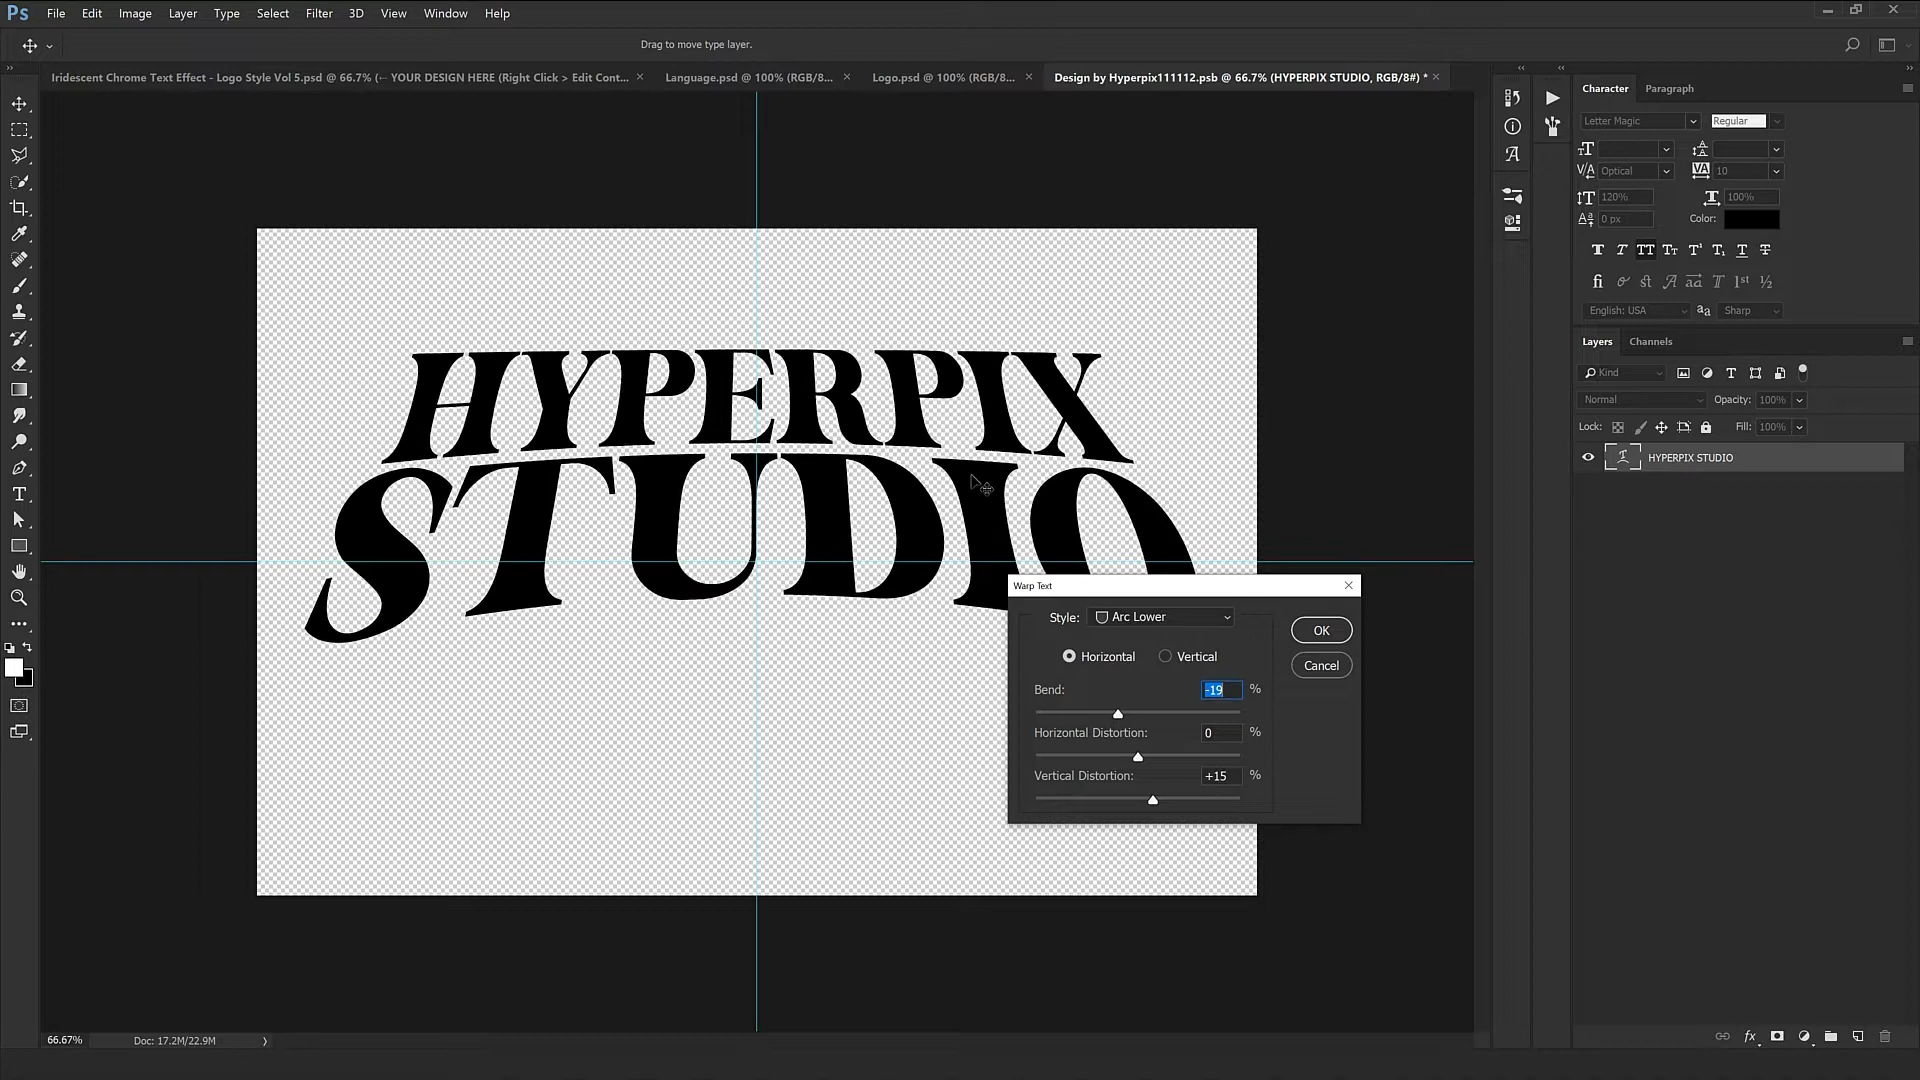 Ps File Edit Image Layer Type Select Filter 3D View Window Help
Drag to move type layer.
Iridescent Chrome Text Effect - Logo Style Vol 5.psd @ 66.7% (← YOUR DESIGN HERE (Right Click > Edit Cont...
Language.psd @ 100% (RGB/8...
Logo.psd @ 100% (RGB/8...
Design by Hyperpix111112.psb @ 66.7% (HYPERPIX STUDIO, RGB/8#) *
Character Paragraph
Letter Magic Regular
Optical 10
120% 100%
0 px Color:
English: USA Sharp
Layers Channels
Kind
Normal Opacity: 100%
Lock: Fill: 100%
HYPERPIX STUDIO
HYPERPIX
STUDIO
Warp Text
Style: Arc Lower
Horizontal Vertical
Bend: -19 %
Horizontal Distortion: 0 %
Vertical Distortion: +15 %
OK
Cancel
66.67% Doc: 17.2M/22.9M